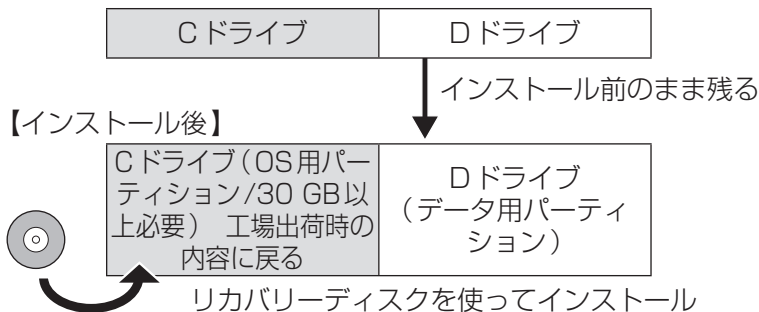 Cドライブ
Dドライブ
インストール前のまま残る
【インストール後】
Cドライブ(OS用パー
ティション/30 GB以
上必要) 工場出荷時の
内容に戻る
Dドライブ
(データ用パーティ
ション)
リカバリーディスクを使ってインストール